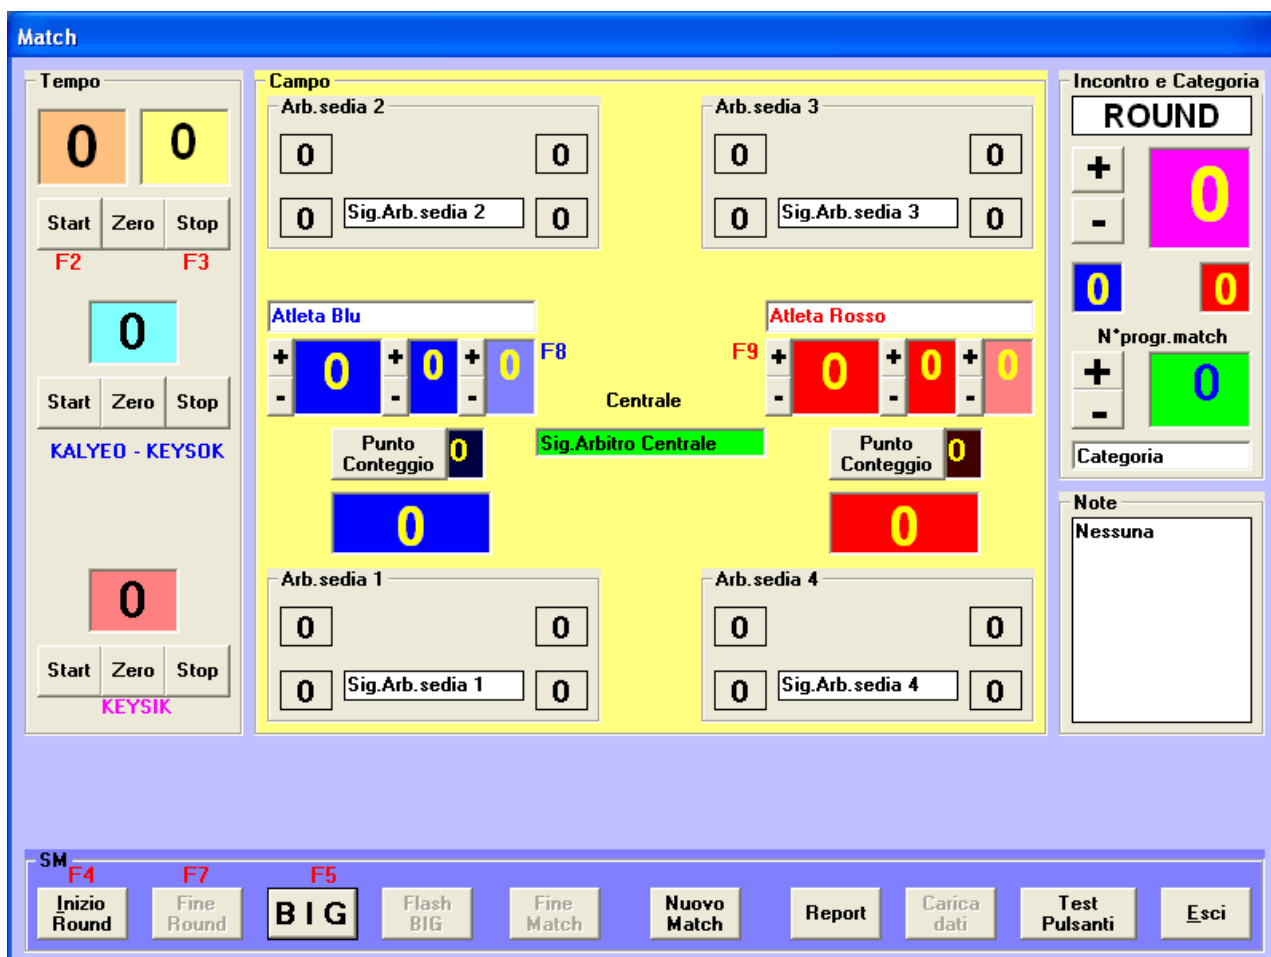 Match
Tempo
0 0
Start Zero Stop
F2 F3
0
Start Zero Stop
KALYEO - KEYSOK
0
Start Zero Stop
KEYSIK
Campo
Arb.sedia 2
0 0
0 Sig.Arb.sedia 2 0
Arb.sedia 3
0 0
0 Sig.Arb.sedia 3 0
Atleta Blu
+ 0 + 0 + 0 F8
- - -
Atleta Rosso
F9 + 0 + 0 + 0
- - -
Centrale
Sig.Arbitro Centrale
Punto
Conteggio 0
0
Punto
Conteggio 0
0
Arb.sedia 1
0 0
0 Sig.Arb.sedia 1 0
Arb.sedia 4
0 0
0 Sig.Arb.sedia 4 0
Incontro e Categoria
ROUND
+ 0
-
0 0
N°progr.match
+ 0
-
Categoria
Note
Nessuna
SM
F4 F7 F5
Inizio
Round
Fine
Round
BIG
Flash
BIG
Fine
Match
Nuovo
Match
Report
Carica
dati
Test
Pulsanti
Esci